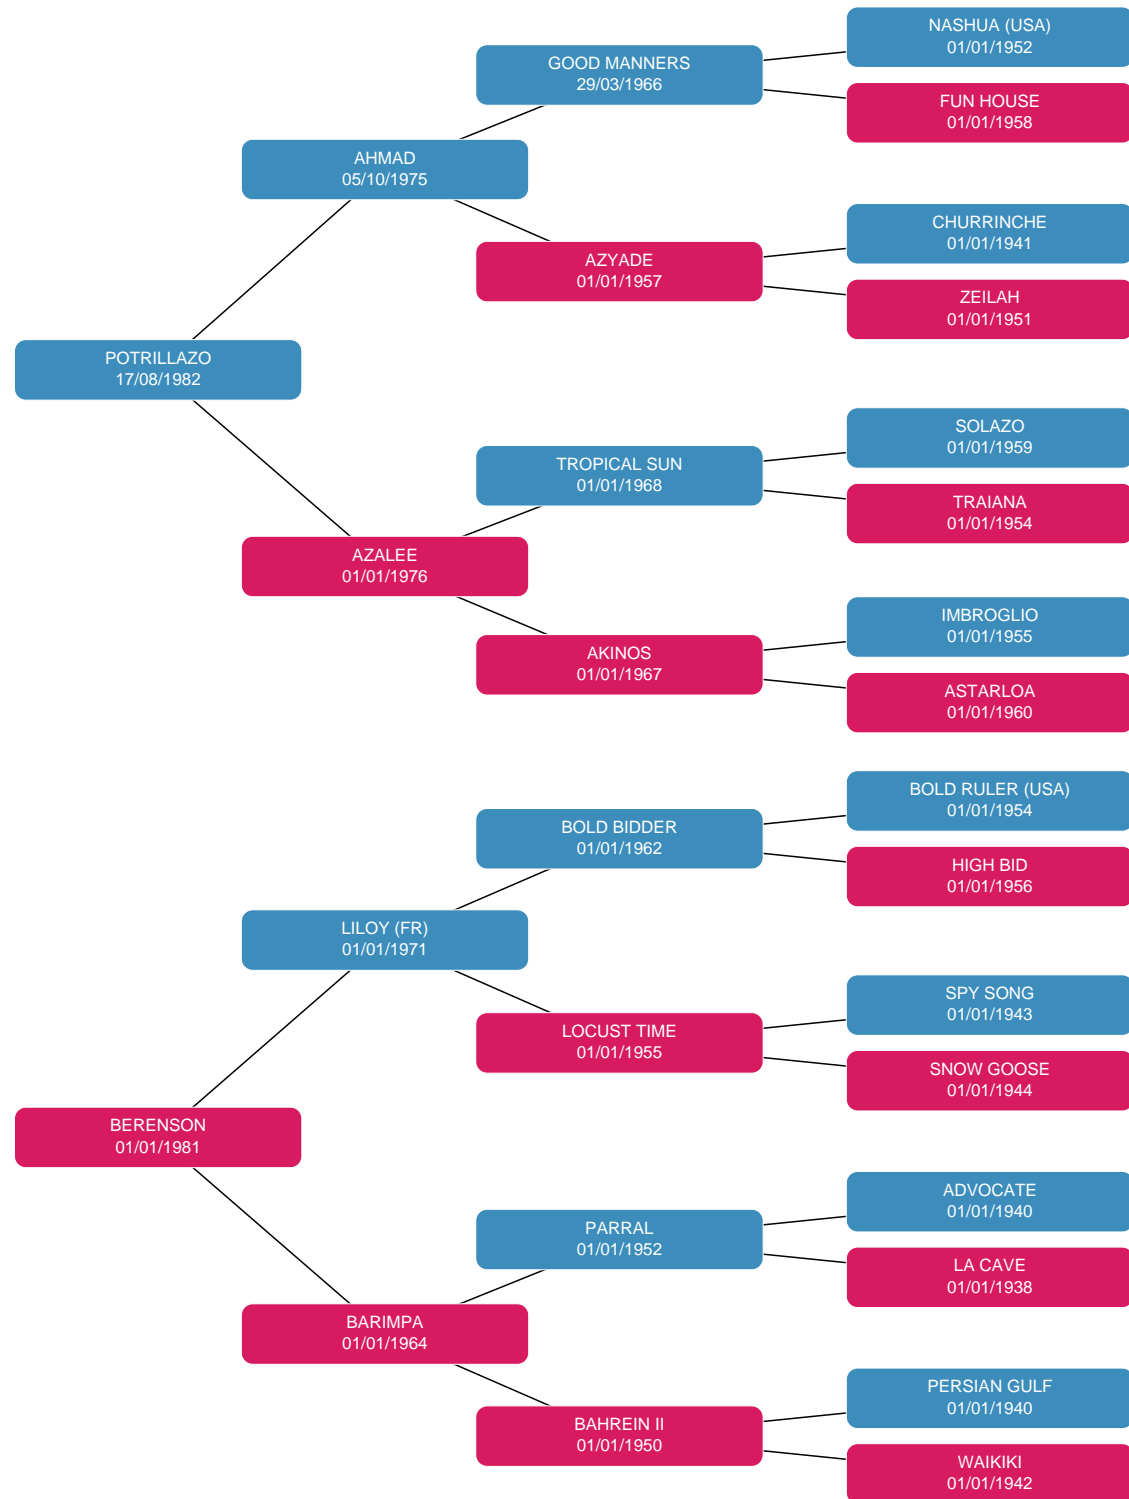 NASHUA (USA)
01/01/1952
GOOD MANNERS
29/03/1966
FUN HOUSE
01/01/1958
AHMAD
05/10/1975
CHURRINCHE
01/01/1941
AZYADE
01/01/1957
ZEILAH
01/01/1951
POTRILLAZO
17/08/1982
SOLAZO
01/01/1959
TROPICAL SUN
01/01/1968
TRAIANA
01/01/1954
AZALEE
01/01/1976
IMBROGLIO
01/01/1955
AKINOS
01/01/1967
ASTARLOA
01/01/1960
BOLD RULER (USA)
01/01/1954
BOLD BIDDER
01/01/1962
HIGH BID
01/01/1956
LILOY (FR)
01/01/1971
SPY SONG
01/01/1943
LOCUST TIME
01/01/1955
SNOW GOOSE
01/01/1944
BERENSON
01/01/1981
ADVOCATE
01/01/1940
PARRAL
01/01/1952
LA CAVE
01/01/1938
BARIMPA
01/01/1964
PERSIAN GULF
01/01/1940
BAHREIN II
01/01/1950
WAIKIKI
01/01/1942